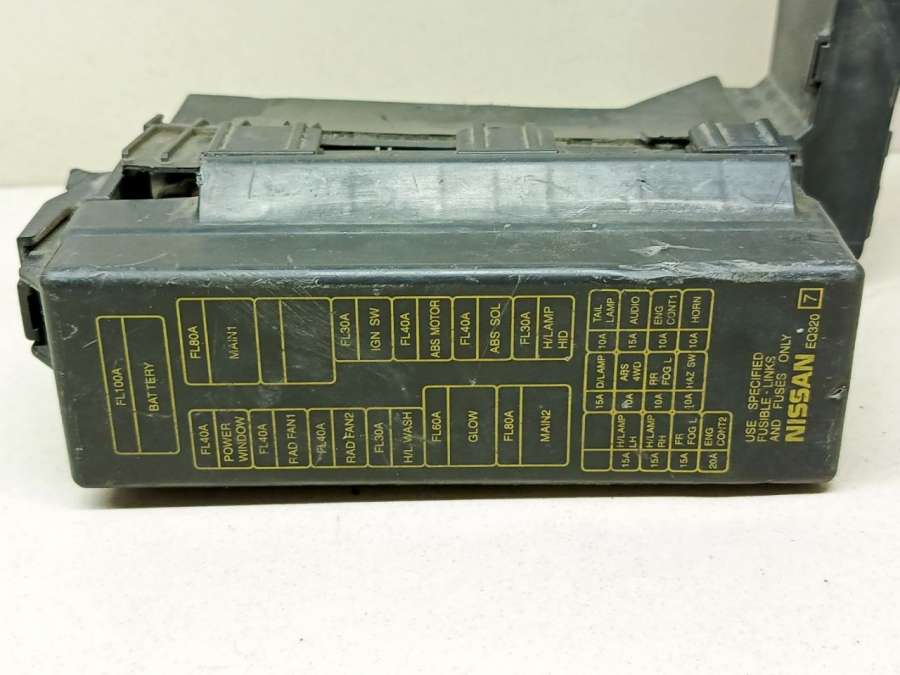 FL100A
BATTERY
FL80A
MAIN1
FL30A
IGN SW
FL40A
ABS MOTOR
FL40A
ABS SOL
FL30A
H/LAMP
HID
FL40A
POWER
WINDOW
FL40A
RAD FAN1
FL40A
RAD FAN2
FL30A
H/L WASH
FL60A
GLOW
FL80A
MAIN2
10A
TAIL
LAMP
15A
AUDIO
10A
ENG
CONT1
10A
HORN
15A
D/LAMP
10A
ABS
4WD
10A
RR
FOG L
10A
HAZ SW
15A
H/LAMP
LH
15A
H/LAMP
RH
15A
FR
FOG L
20A
ENG
CONT2
USE SPECIFIED
FUSIBLE-LINKS
AND FUSES ONLY
NISSAN EQ320 7